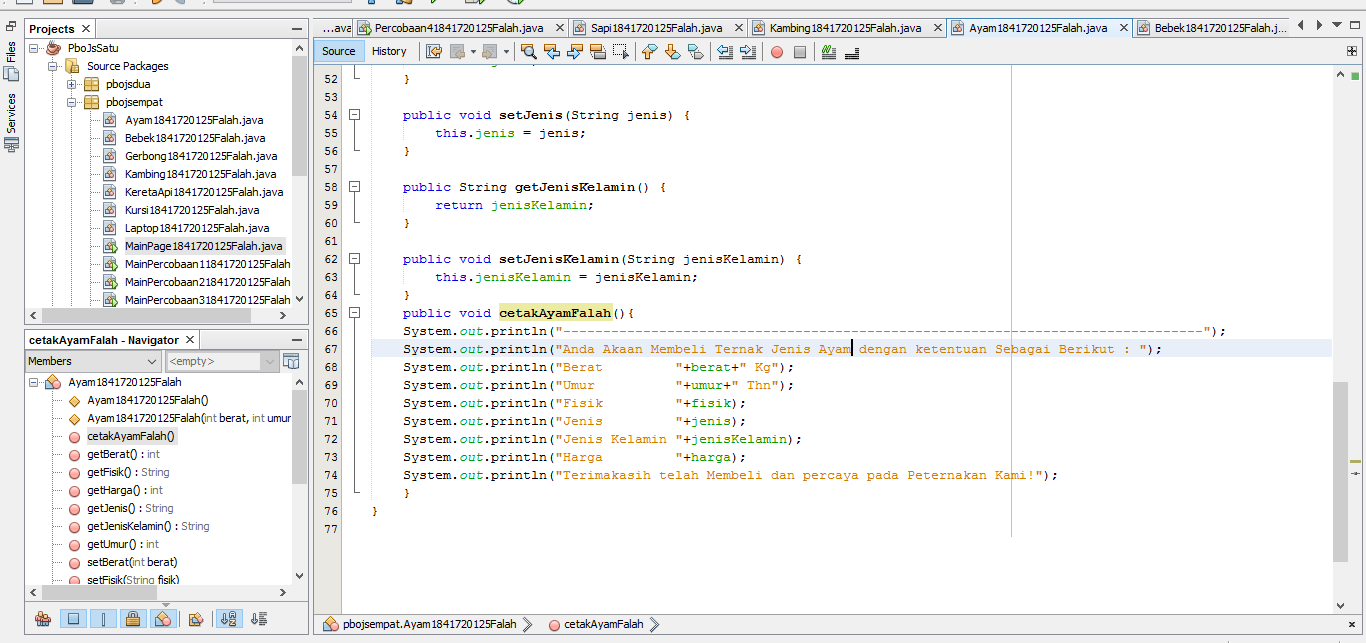 Projects
PboJsSatu
Source Packages
pbojsdua
pbojsempat
Ayam1841720125Falah.java
Bebek1841720125Falah.java
Gerbong1841720125Falah.java
Kambing1841720125Falah.java
KeretaApi1841720125Falah.java
Kursi1841720125Falah.java
Laptop1841720125Falah.java
MainPage1841720125Falah.java
MainPercobaan11841720125Falah
MainPercobaan21841720125Falah
MainPercobaan31841720125Falah
Files
Services
cetakAyamFalah - Navigator
Members
<empty>
Ayam1841720125Falah
Ayam1841720125Falah()
Ayam1841720125Falah(int berat, int umur
cetakAyamFalah()
getBerat() : int
getFisik() : String
getHarga() : int
getJenis() : String
getJenisKelamin() : String
getUmur() : int
setBerat(int berat)
setFisik(String fisik)
...ava Percobaan41841720125Falah.java Sapi1841720125Falah.java Kambing1841720125Falah.java Ayam1841720125Falah.java Bebek1841720125Falah.j...
Source History
52 }
53
54 public void setJenis(String jenis) {
55 this.jenis = jenis;
56 }
57
58 public String getJenisKelamin() {
59 return jenisKelamin;
60 }
61
62 public void setJenisKelamin(String jenisKelamin) {
63 this.jenisKelamin = jenisKelamin;
64 }
65 public void cetakAyamFalah(){
66 System.out.println("--------------------------------------------------------------------------------");
67 System.out.println("Anda Akaan Membeli Ternak Jenis Ayam dengan ketentuan Sebagai Berikut : ");
68 System.out.println("Berat         "+berat+" Kg");
69 System.out.println("Umur          "+umur+" Thn");
70 System.out.println("Fisik         "+fisik);
71 System.out.println("Jenis         "+jenis);
72 System.out.println("Jenis Kelamin "+jenisKelamin);
73 System.out.println("Harga         "+harga);
74 System.out.println("Terimakasih telah Membeli dan percaya pada Peternakan Kami!");
75 }
76 }
77
pbojsempat.Ayam1841720125Falah cetakAyamFalah